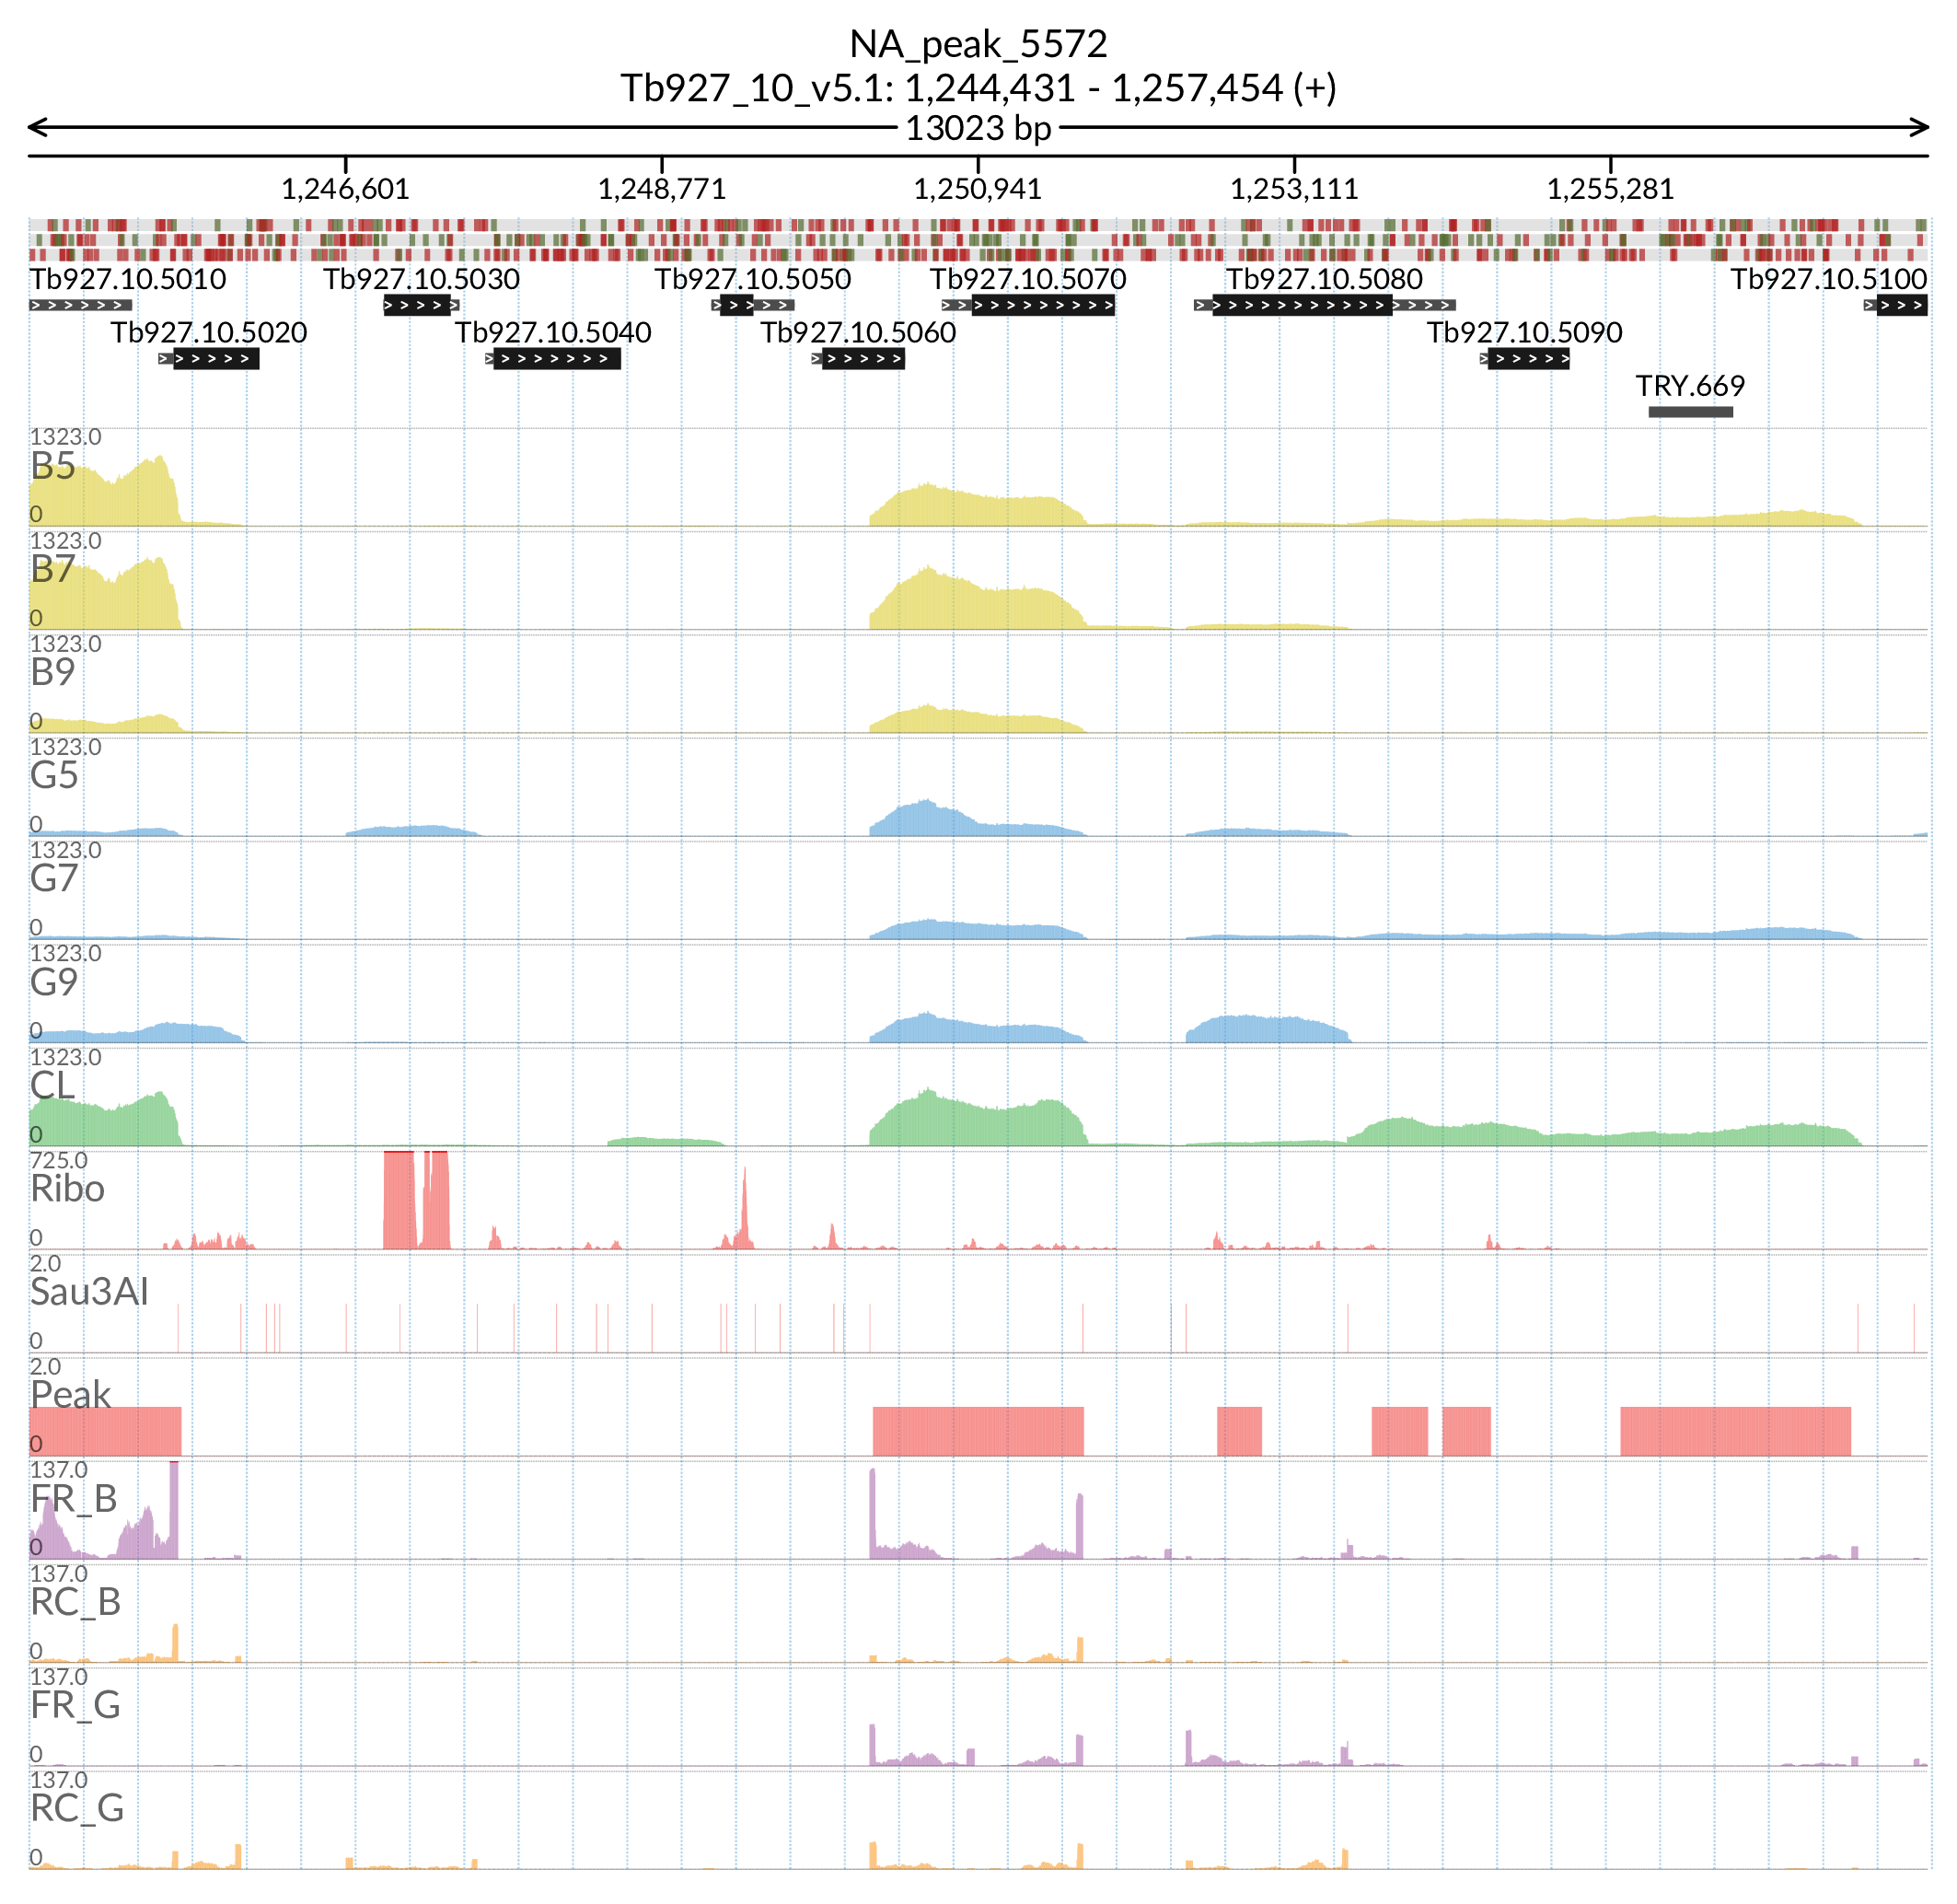 NA_peak_5572
Tb927_10_v5.1: 1,244,431 - 1,257,454 (+)
13023 bp
1,246,601 1,248,771 1,250,941 1,253,111 1,255,281
Tb927.10.5010 Tb927.10.5030 Tb927.10.5050 Tb927.10.5070 Tb927.10.5080 Tb927.10.5100
Tb927.10.5020 Tb927.10.5040 Tb927.10.5060 Tb927.10.5090
TRY.669
1323.0
B5
0
1323.0
B7
0
1323.0
B9
0
1323.0
G5
0
1323.0
G7
0
1323.0
G9
0
1323.0
CL
0
725.0
Ribo
0
2.0
Sau3AI
0
2.0
Peak
0
137.0
FR_B
0
137.0
RC_B
0
137.0
FR_G
0
137.0
RC_G
0